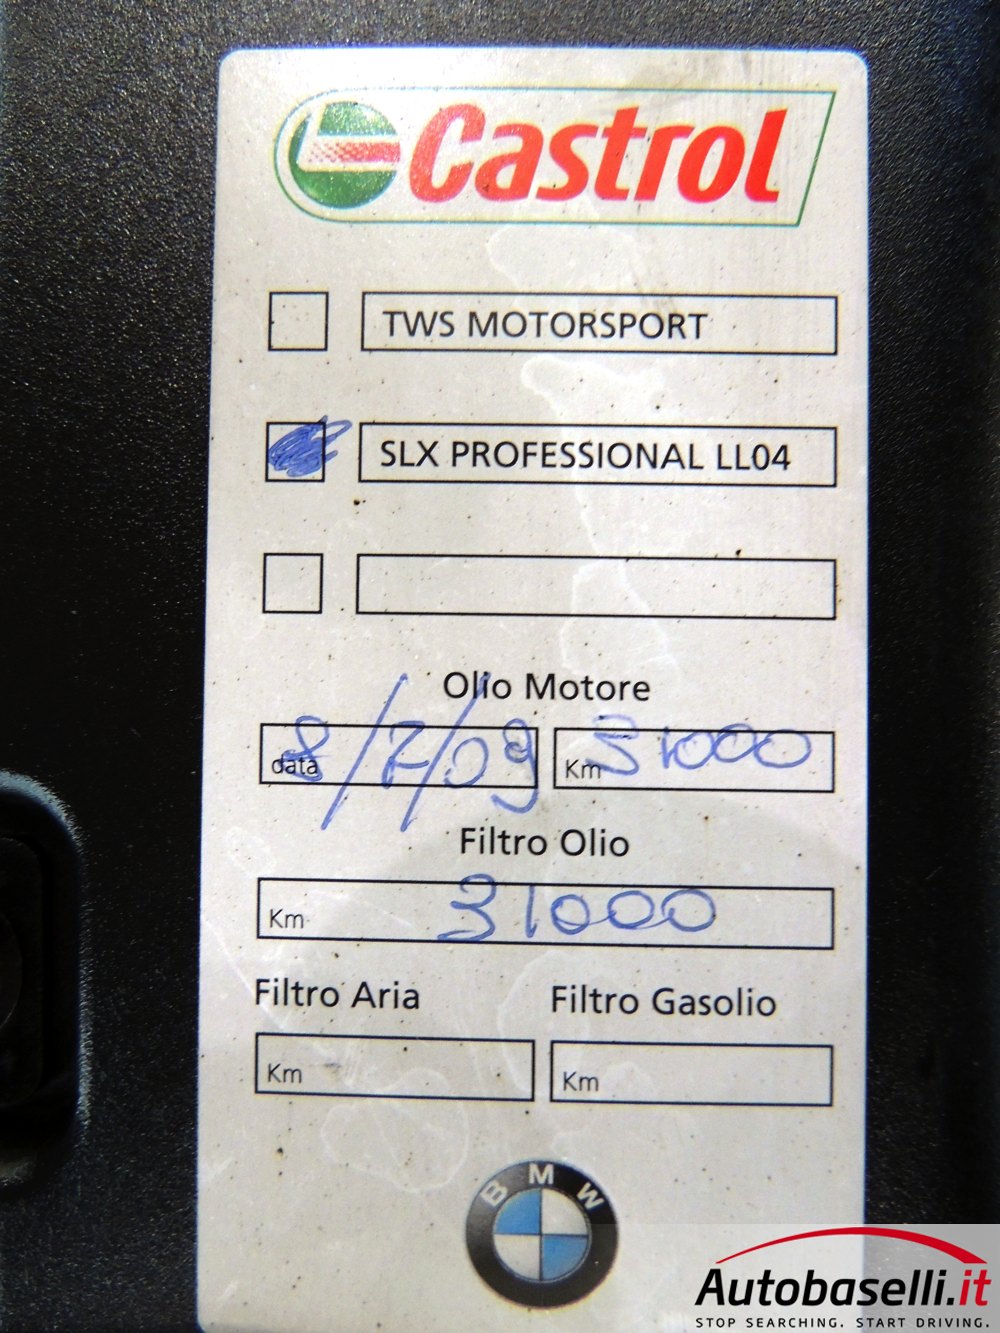 Castrol
TWS MOTORSPORT
SLX PROFESSIONAL LL04
Olio Motore
data 8/7/09 Km 31000
Filtro Olio
Km 31000
Filtro Aria Filtro Gasolio
Km Km
BMW
Autobaselli.it
STOP SEARCHING. START DRIVING.